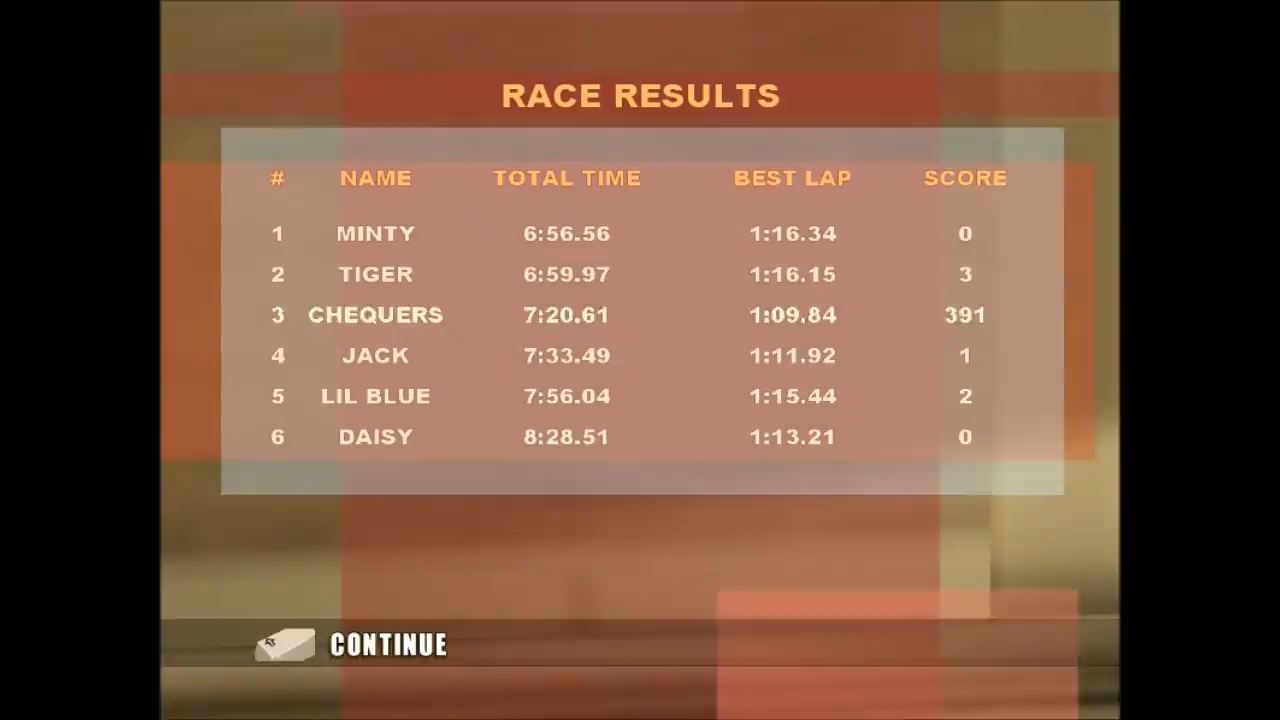 RACE RESULTS
# NAME TOTAL TIME BEST LAP SCORE
1 MINTY 6:56.56 1:16.34 0
2 TIGER 6:59.97 1:16.15 3
3 CHEQUERS 7:20.61 1:09.84 391
4 JACK 7:33.49 1:11.92 1
5 LIL BLUE 7:56.04 1:15.44 2
6 DAISY 8:28.51 1:13.21 0
CONTINUE